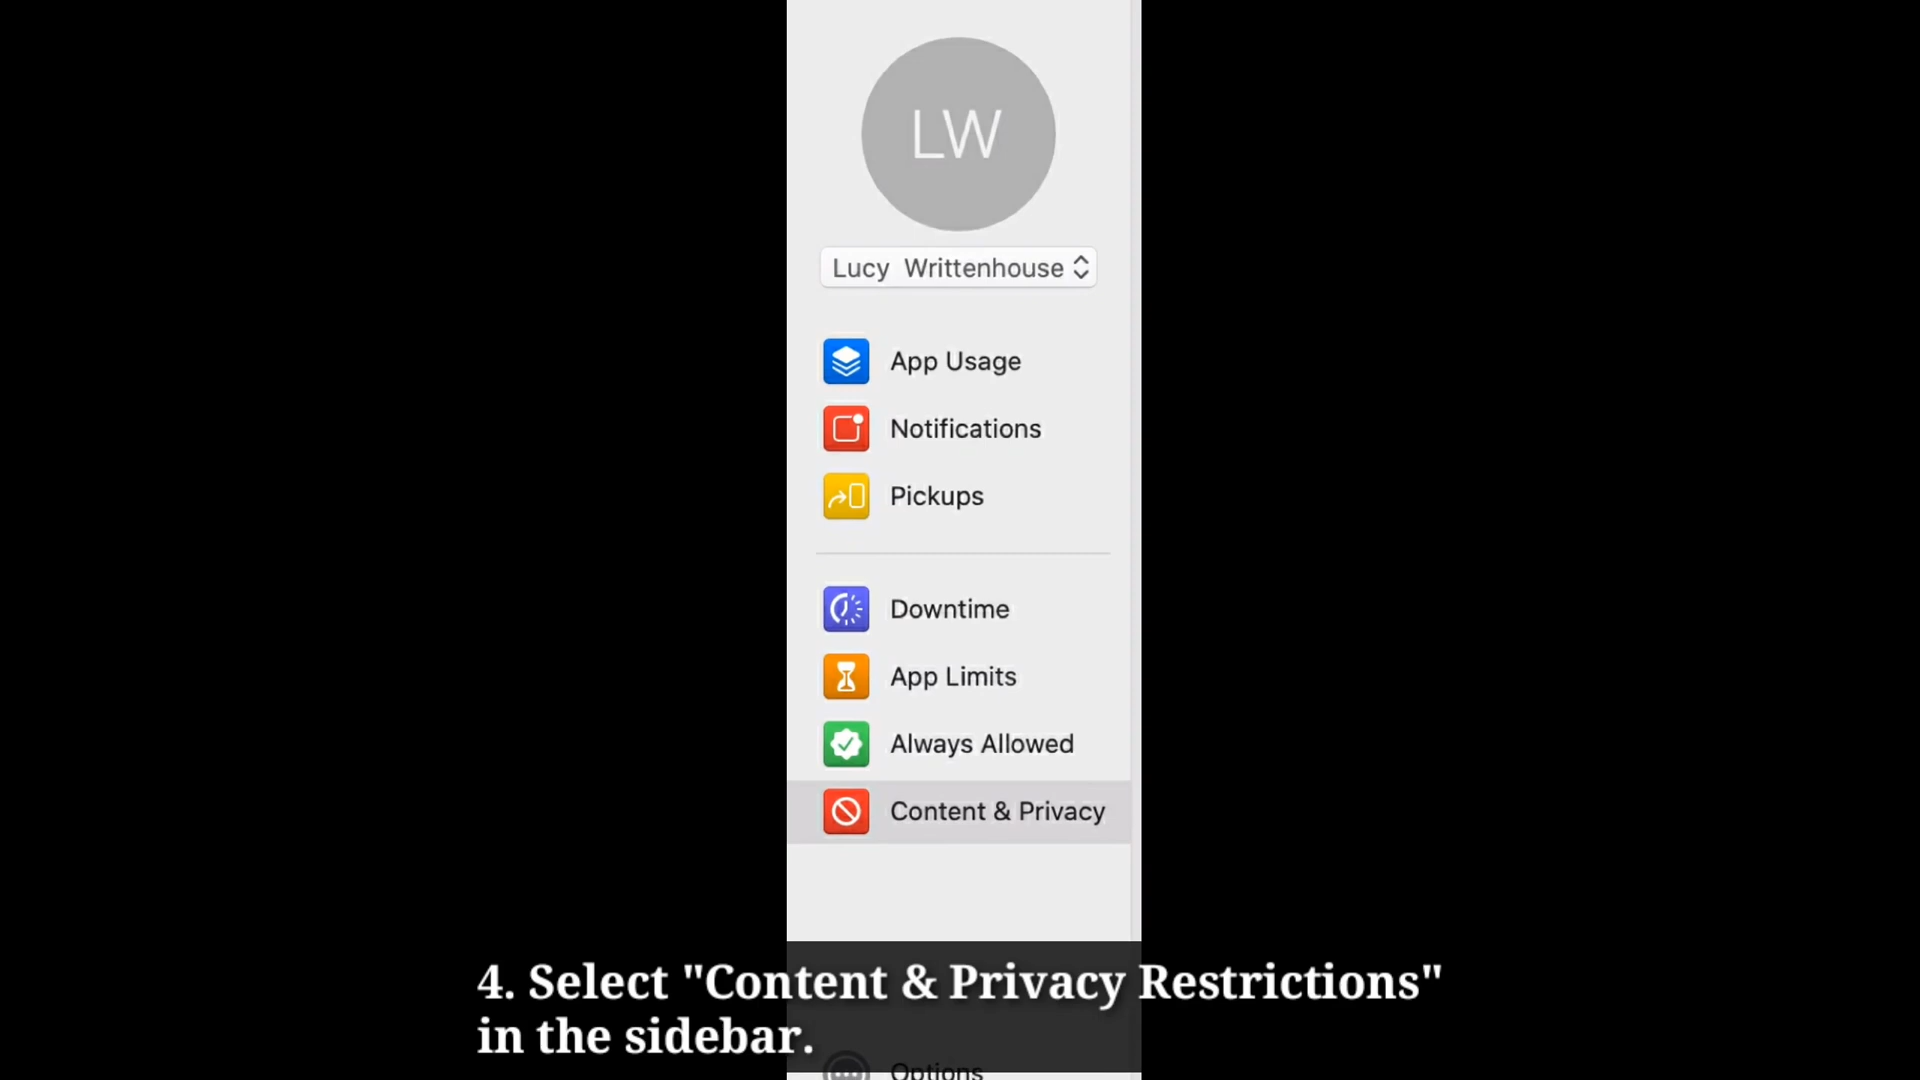 LW
Lucy Writtenhouse
App Usage
Notifications
Pickups
Downtime
App Limits
Always Allowed
Content & Privacy
4. Select "Content & Privacy Restrictions"
in the sidebar.
Options